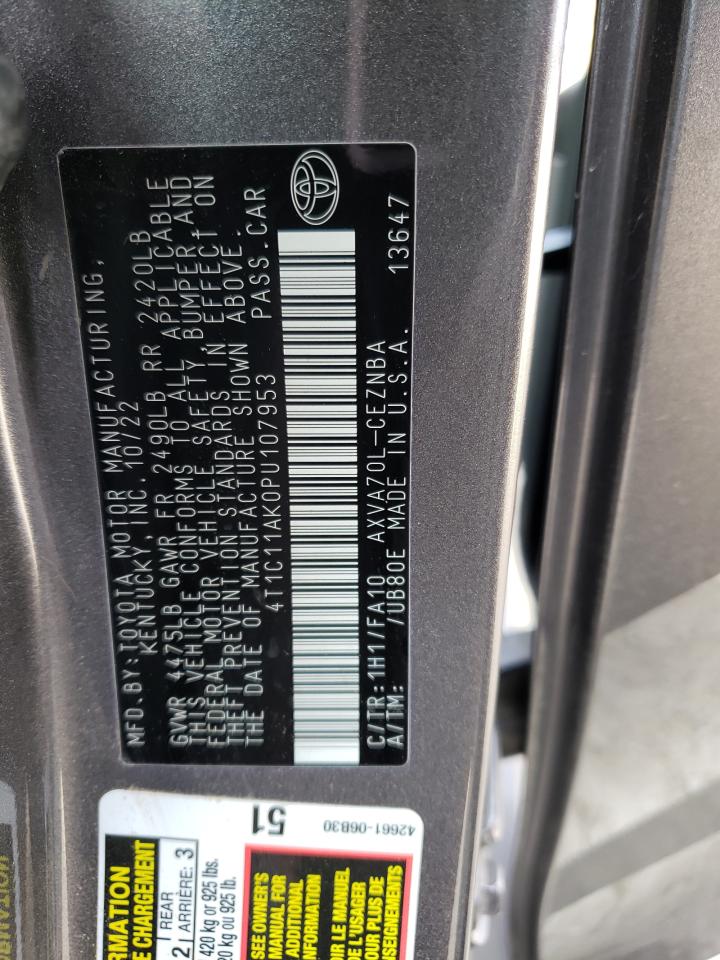 MFD.BY:TOYOTA MOTOR MANUFACTURING,
KENTUCKY, INC. 10/22
GVWR 4475LB GAWR FR 2490LB RR 2420LB
THIS VEHICLE CONFORMS TO ALL APPLICABLE
FEDERAL MOTOR VEHICLE SAFETY, BUMPER AND
THEFT PREVENTION STANDARDS IN EFFECT ON
THE DATE OF MANUFACTURE SHOWN ABOVE.
4T1C11AK0PU107953 PASS.CAR
C/TR:1H1/FA10 AXVA70L-CEZNBA
A/TM: /UB80E MADE IN U.S.A. 13647
ORMATION
E CHARGEMENT
2 REAR
ARRIÈRE: 3
420 kg or 925 lbs.
20 kg ou 925 lb.
51
42661-06B30
SEE OWNER'S
MANUAL FOR
ADDITIONAL
INFORMATION
VOIR LE MANUEL
DE L'USAGER
POUR PLUS DE
RENSEIGNEMENTS